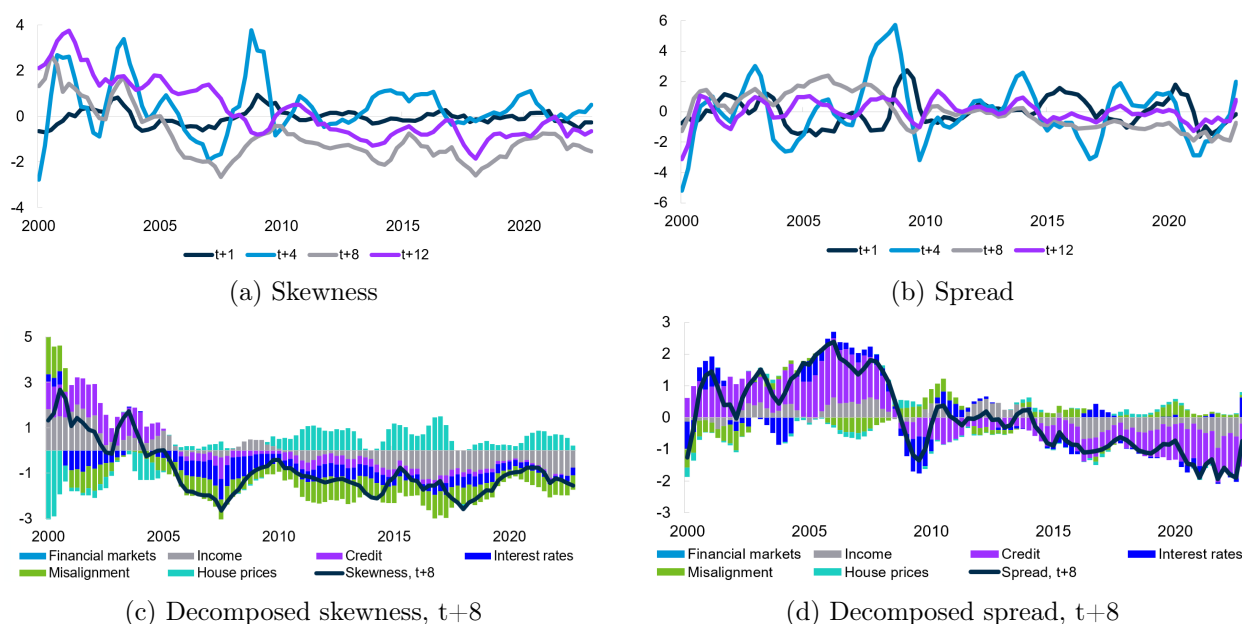 4
2
0
-2
-4
2000 2005 2010 2015 2020
t+1 t+4 t+8 t+12
(a) Skewness
6
4
2
0
-2
-4
-6
2000 2005 2010 2015 2020
t+1 t+4 t+8 t+12
(b) Spread
5
3
1
-1
-3
2000 2005 2010 2015 2020
Financial markets Income Credit Interest rates
Misalignment House prices Skewness, t+8
(c) Decomposed skewness, t+8
3
2
1
0
-1
-2
-3
2000 2005 2010 2015 2020
Financial markets Income Credit Interest rates
Misalignment House prices Spread, t+8
(d) Decomposed spread, t+8